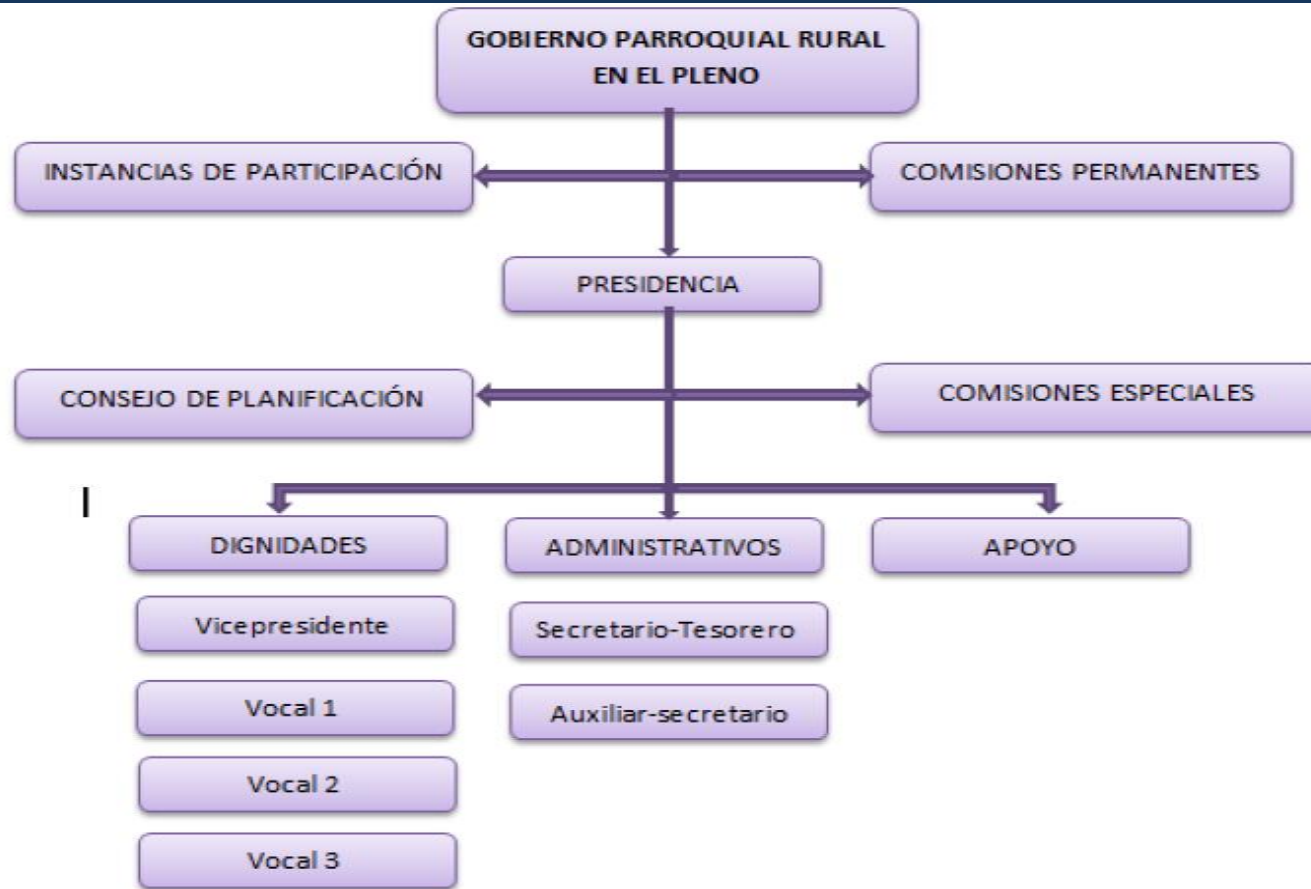 GOBIERNO PARROQUIAL RURAL
EN EL PLENO
INSTANCIAS DE PARTICIPACIÓN
COMISIONES PERMANENTES
PRESIDENCIA
CONSEJO DE PLANIFICACIÓN
COMISIONES ESPECIALES
I
DIGNIDADES
ADMINISTRATIVOS
APOYO
Vicepresidente
Secretario-Tesorero
Vocal 1
Auxiliar-secretario
Vocal 2
Vocal 3